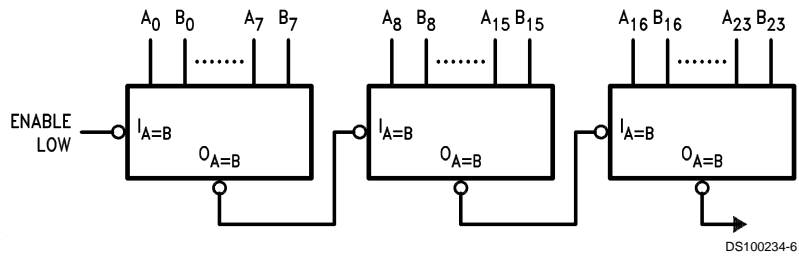 A0 B0 ........ A7 B7 A8 B8 ........ A15 B15 A16 B16 ........ A23 B23
ENABLE LOW
IA=B
OA=B
IA=B
OA=B
IA=B
OA=B
DS100234-6